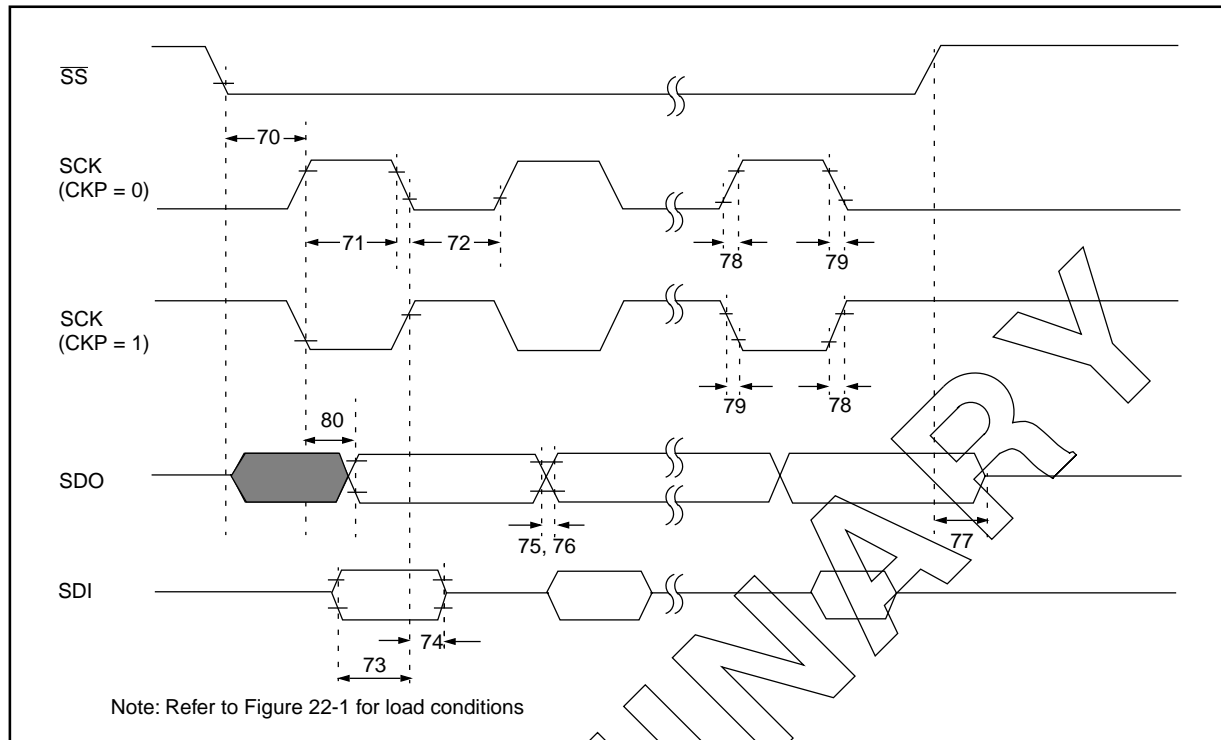 SS
70
SCK
(CKP = 0)
71
72
78
79
SCK
(CKP = 1)
79
78
80
SDO
75, 76
77
SDI
74
73
Note: Refer to Figure 22-1 for load conditions
INARY